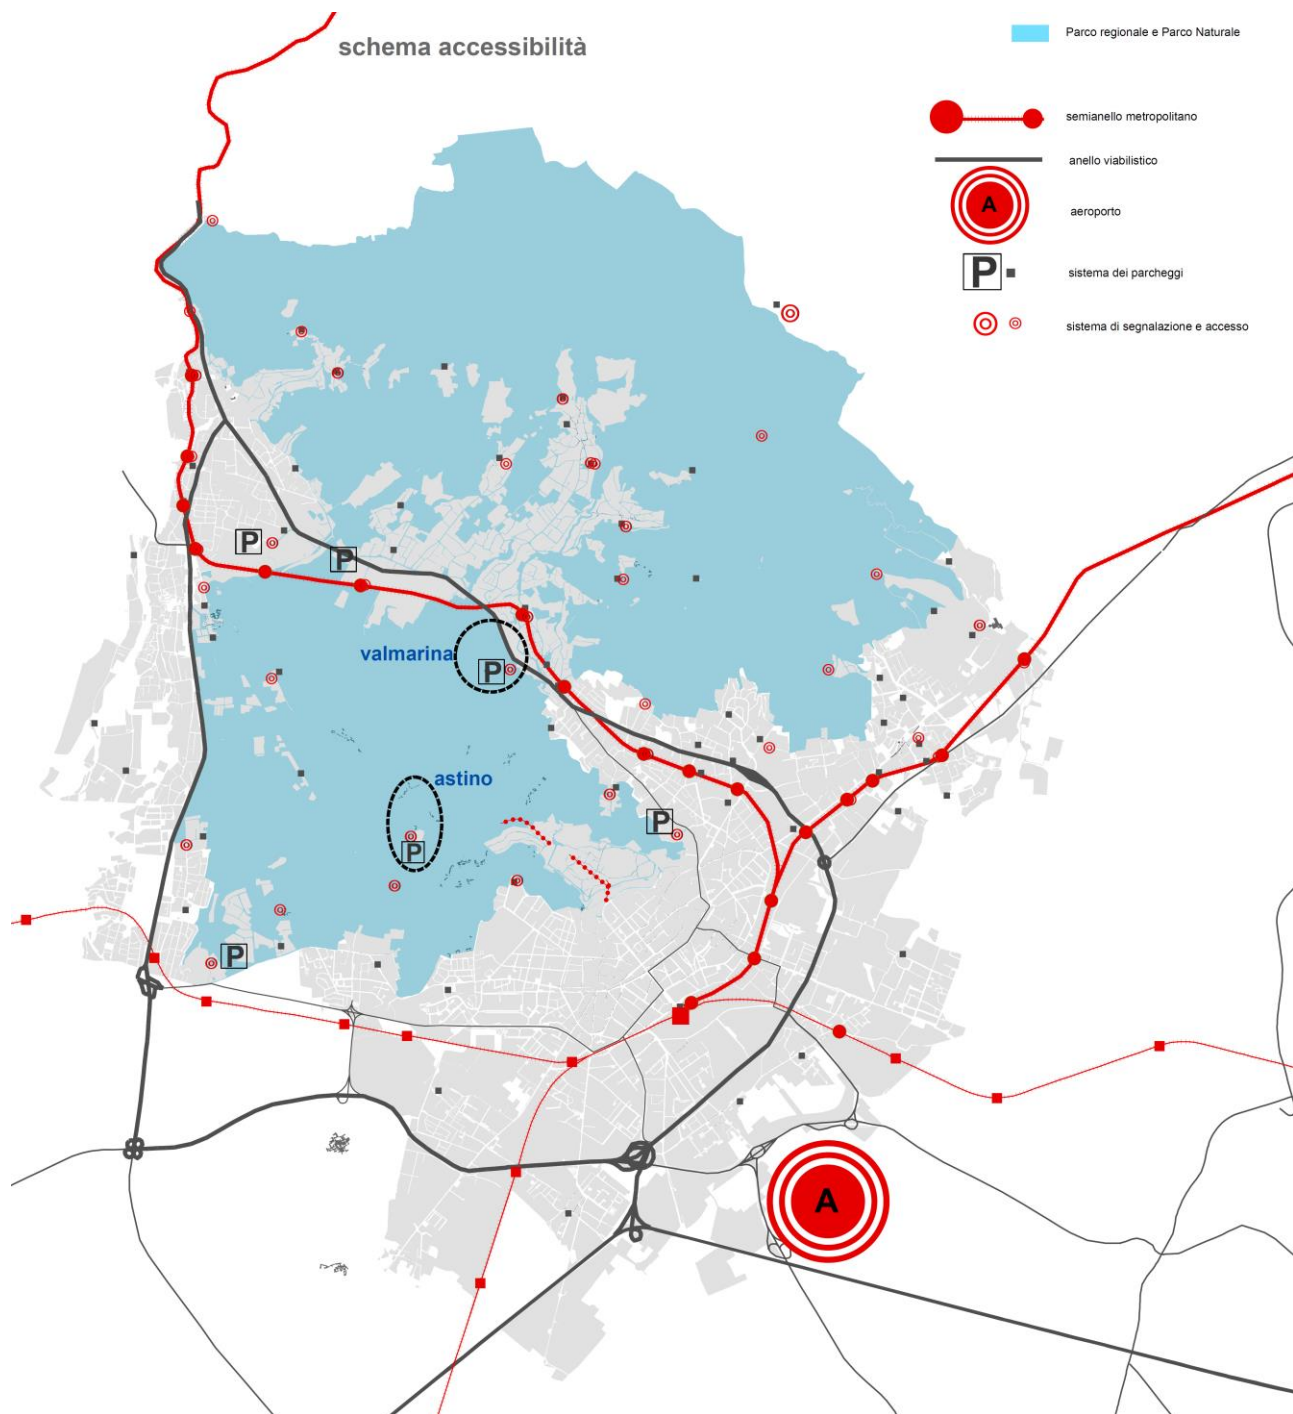 schema accessibilità
Parco regionale e Parco Naturale
semianello metropolitano
anello viabilistico
A
aeroporto
P
sistema dei parcheggi
sistema di segnalazione e accesso
P
P
valmarina
P
astino
P
P
P
A